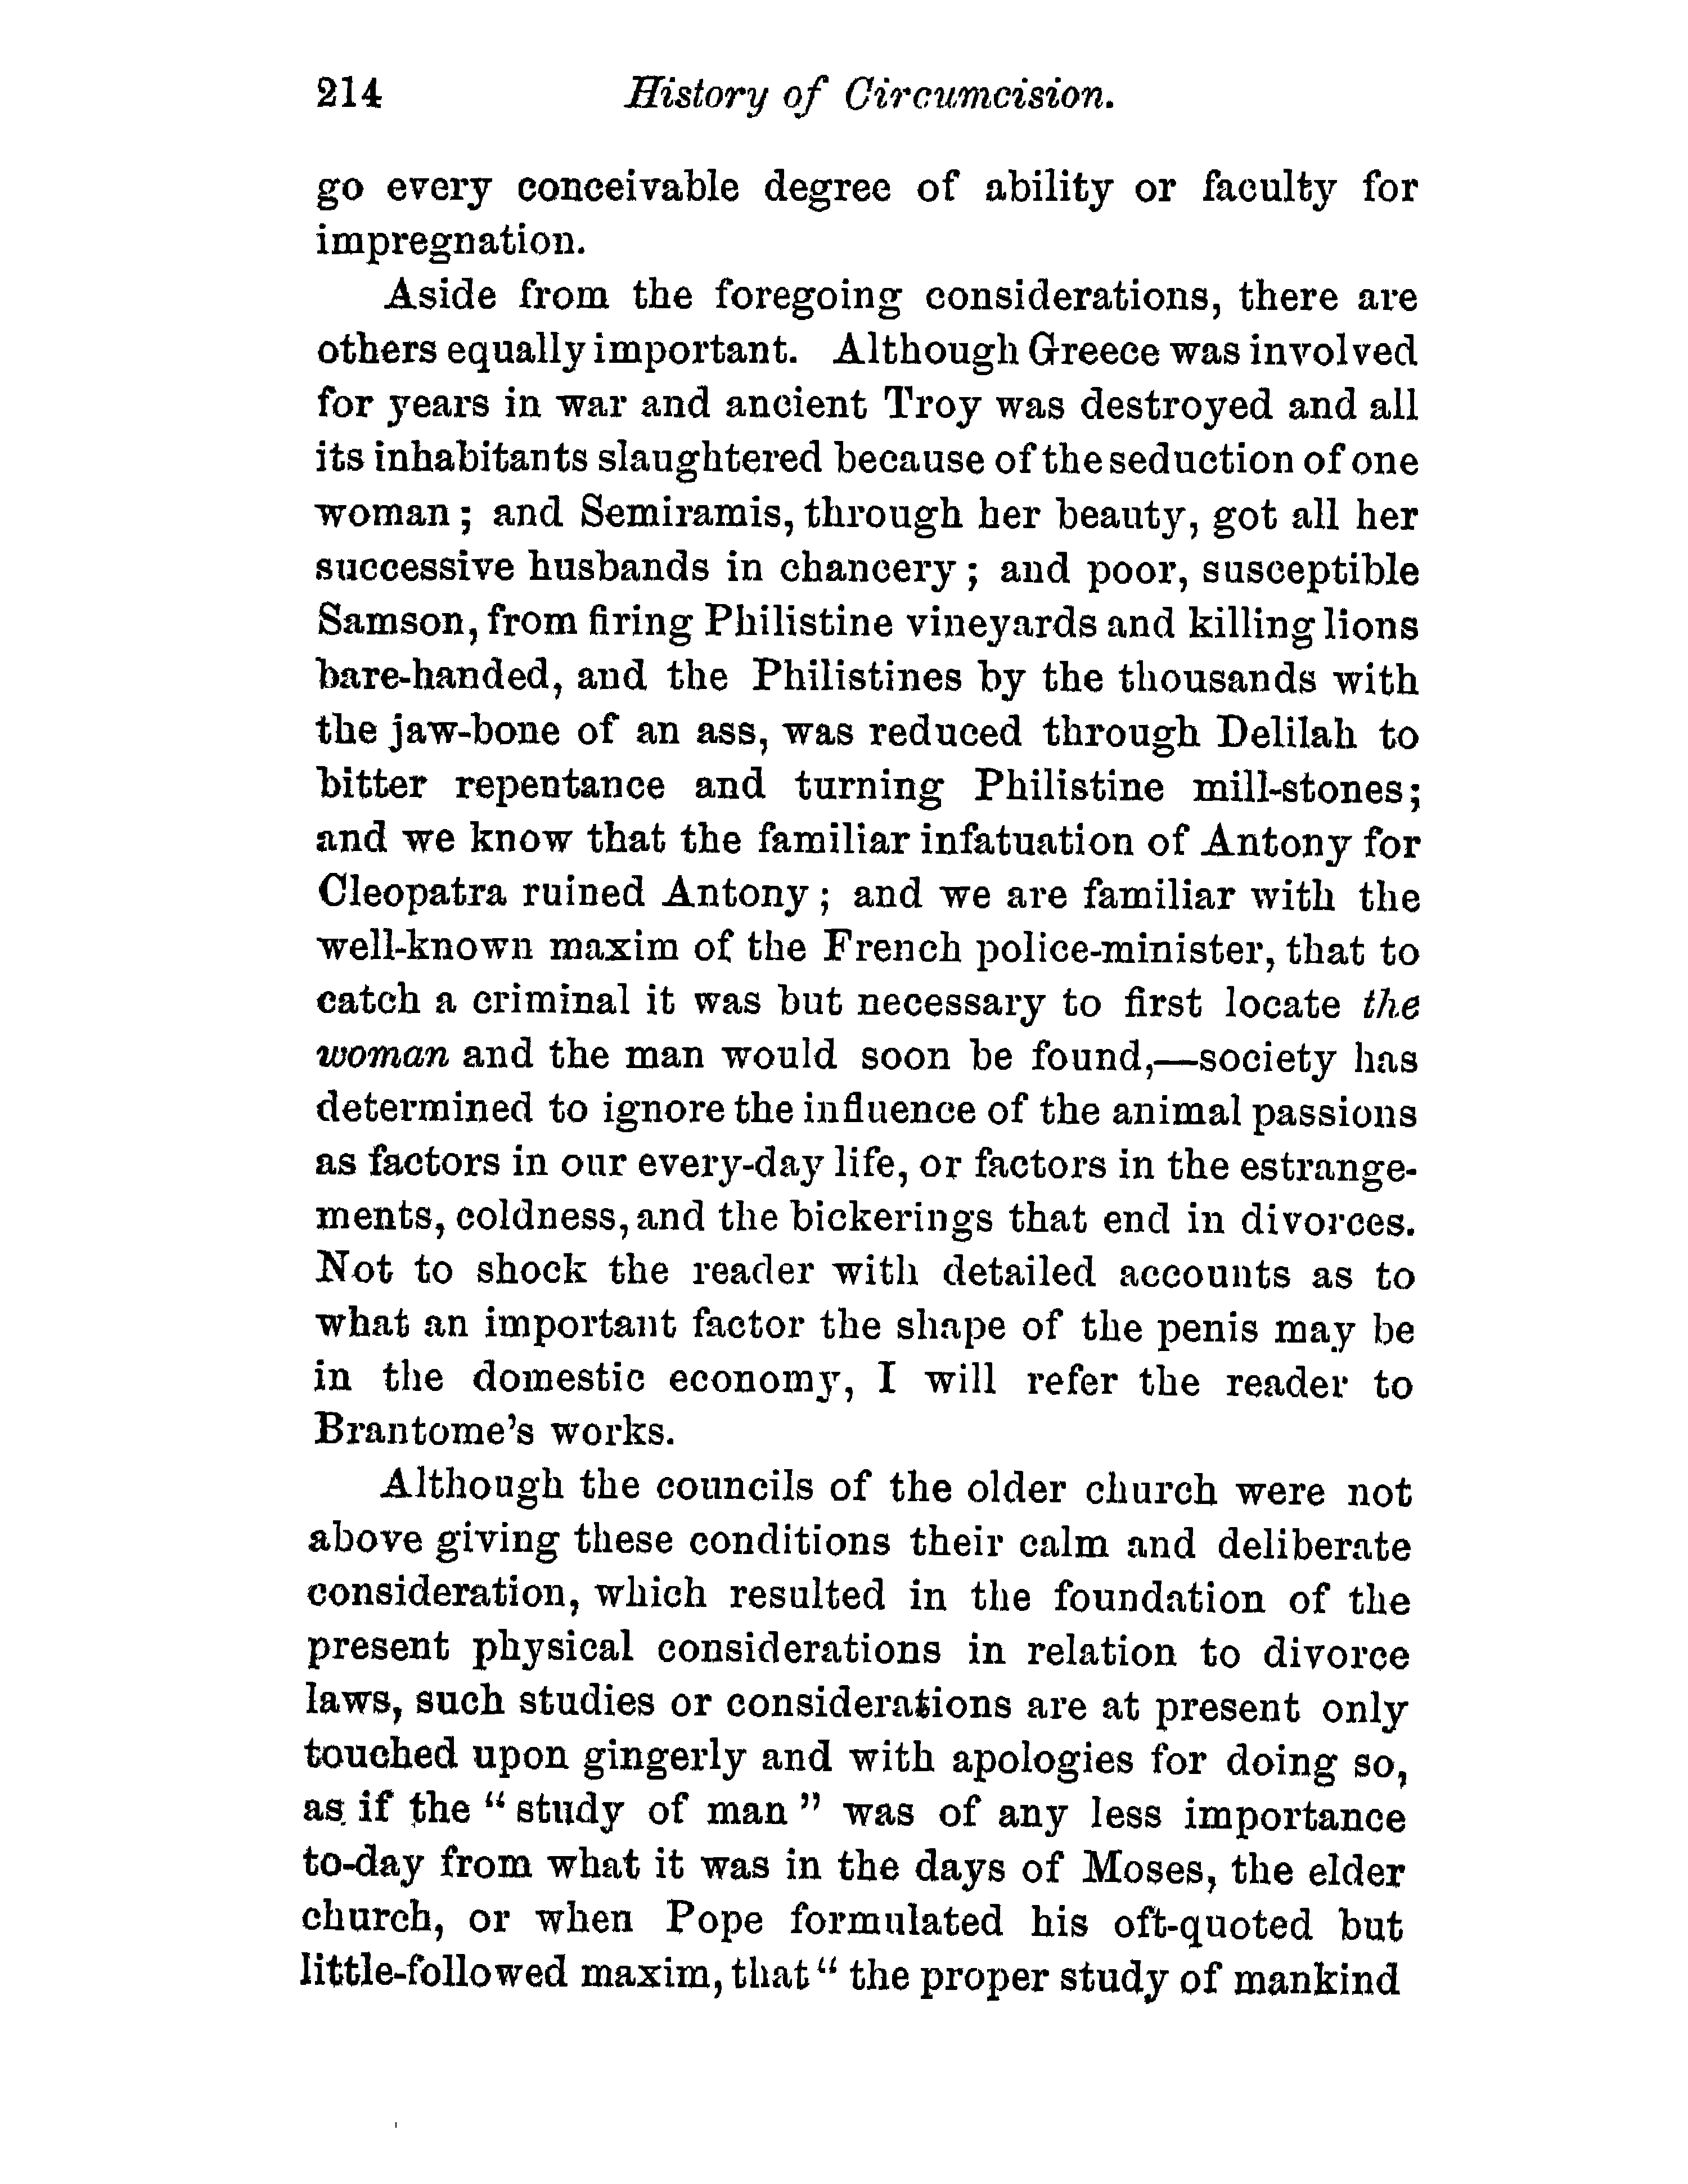 214 History of Circumcision.
go every conceivable degree of ability or faculty for
impregnation.
Aside from the foregoing considerations, there are
others equally important. Although Greece was involved
for years in war and ancient Troy was destroyed and all
its inhabitants slaughtered because of the seduction of one
woman; and Semiramis, through her beauty, got all her
successive husbands in chancery; and poor, susceptible
Samson, from firing Philistine vineyards and killing lions
bare-handed, and the Philistines by the thousands with
the jaw-bone of an ass, was reduced through Delilah to
bitter repentance and turning Philistine mill-stones;
and we know that the familiar infatuation of Antony for
Cleopatra ruined Antony; and we are familiar with the
well-known maxim of the French police-minister, that to
catch a criminal it was but necessary to first locate the
woman and the man would soon be found,—society has
determined to ignore the influence of the animal passions
as factors in our every-day life, or factors in the estrange-
ments, coldness, and the bickerings that end in divorces.
Not to shock the reader with detailed accounts as to
what an important factor the shape of the penis may be
in the domestic economy, I will refer the reader to
Brantome's works.
Although the councils of the older church were not
above giving these conditions their calm and deliberate
consideration, which resulted in the foundation of the
present physical considerations in relation to divorce
laws, such studies or considerations are at present only
touched upon gingerly and with apologies for doing so,
as if the "study of man" was of any less importance
to-day from what it was in the days of Moses, the elder
church, or when Pope formulated his oft-quoted but
little-followed maxim, that "the proper study of mankind